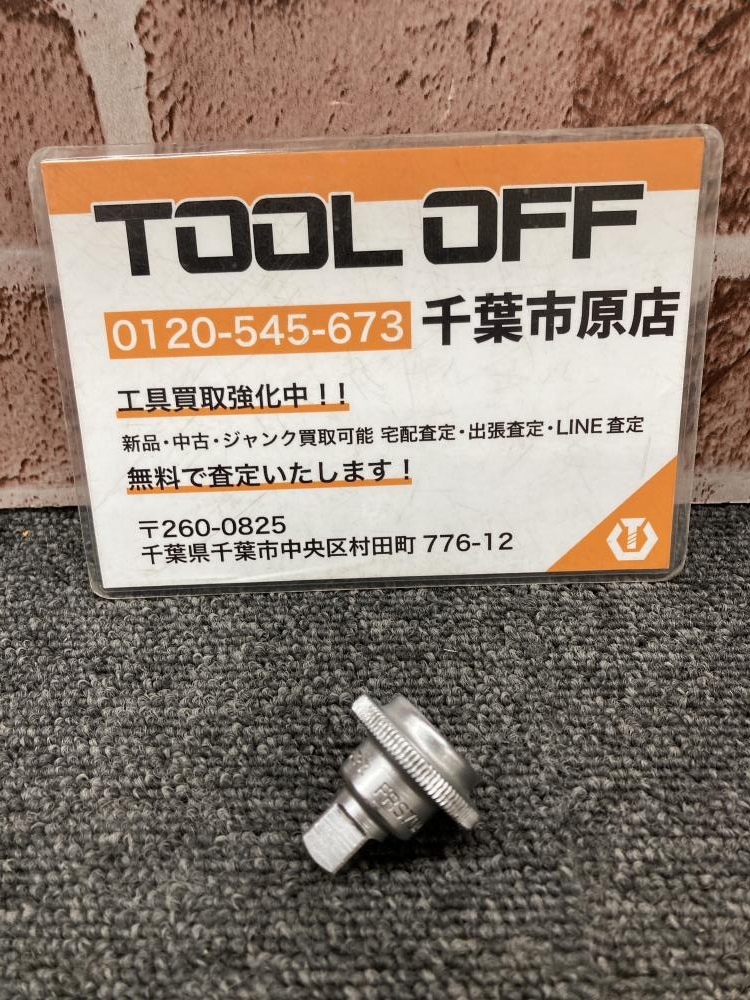 TOOL OFF
0120-545-673 千葉市原店
工具買取強化中！！
新品・中古・ジャンク買取可能 宅配査定・出張査定・LINE査定
無料で査定いたします！
〒260-0825
千葉県千葉市中央区村田町 776-12